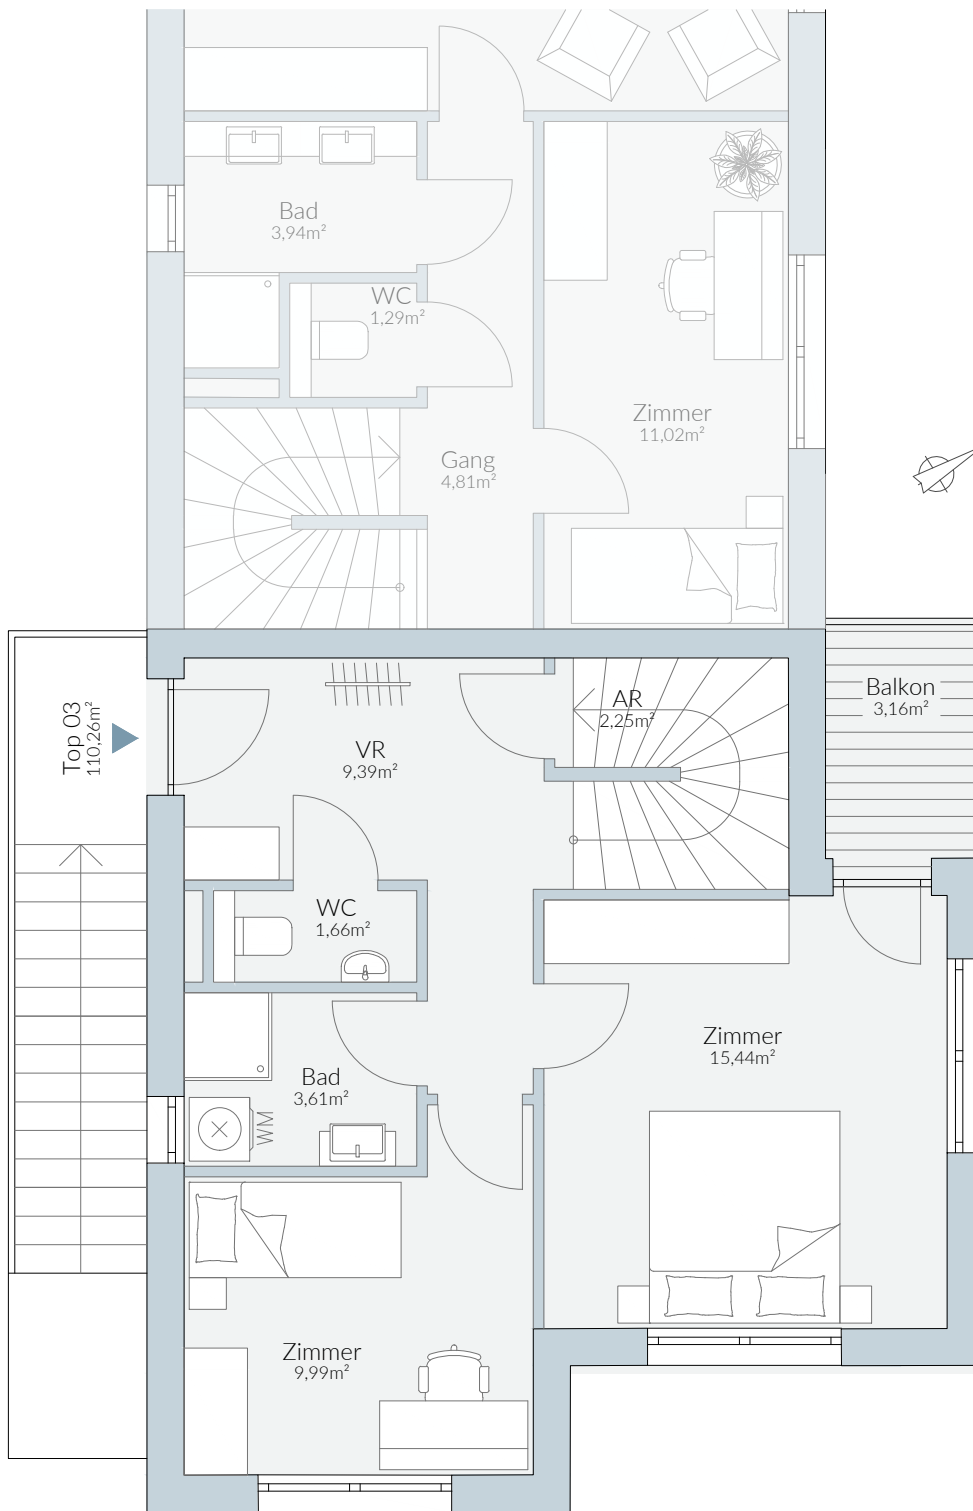 Bad
3,94m²
WC
1,29m²
Zimmer
11,02m²
Gang
4,81m²
Top 03
110,26m²
VR
9,39m²
AR
2,25m²
Balkon
3,16m²
WC
1,66m²
Zimmer
15,44m²
Bad
3,61m²
WM
Zimmer
9,99m²